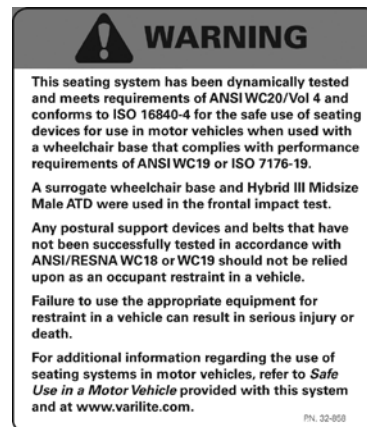 WARNING
This seating system has been dynamically tested
and meets requirements of ANSI WC20/Vol 4 and
conforms to ISO 16840-4 for the safe use of seating
devices for use in motor vehicles when used with
a wheelchair base that complies with performance
requirements of ANSI WC19 or ISO 7176-19.
A surrogate wheelchair base and Hybrid III Midsize
Male ATD were used in the frontal impact test.
Any postural support devices and belts that have
not been successfully tested in accordance with
ANSI/RESNA WC18 or WC19 should not be relied
upon as an occupant restraint in a vehicle.
Failure to use the appropriate equipment for
restraint in a vehicle can result in serious injury or
death.
For additional information regarding the use of
seating systems in motor vehicles, refer to Safe
Use in a Motor Vehicle provided with this system
and at www.varilite.com.
PN. 32-858